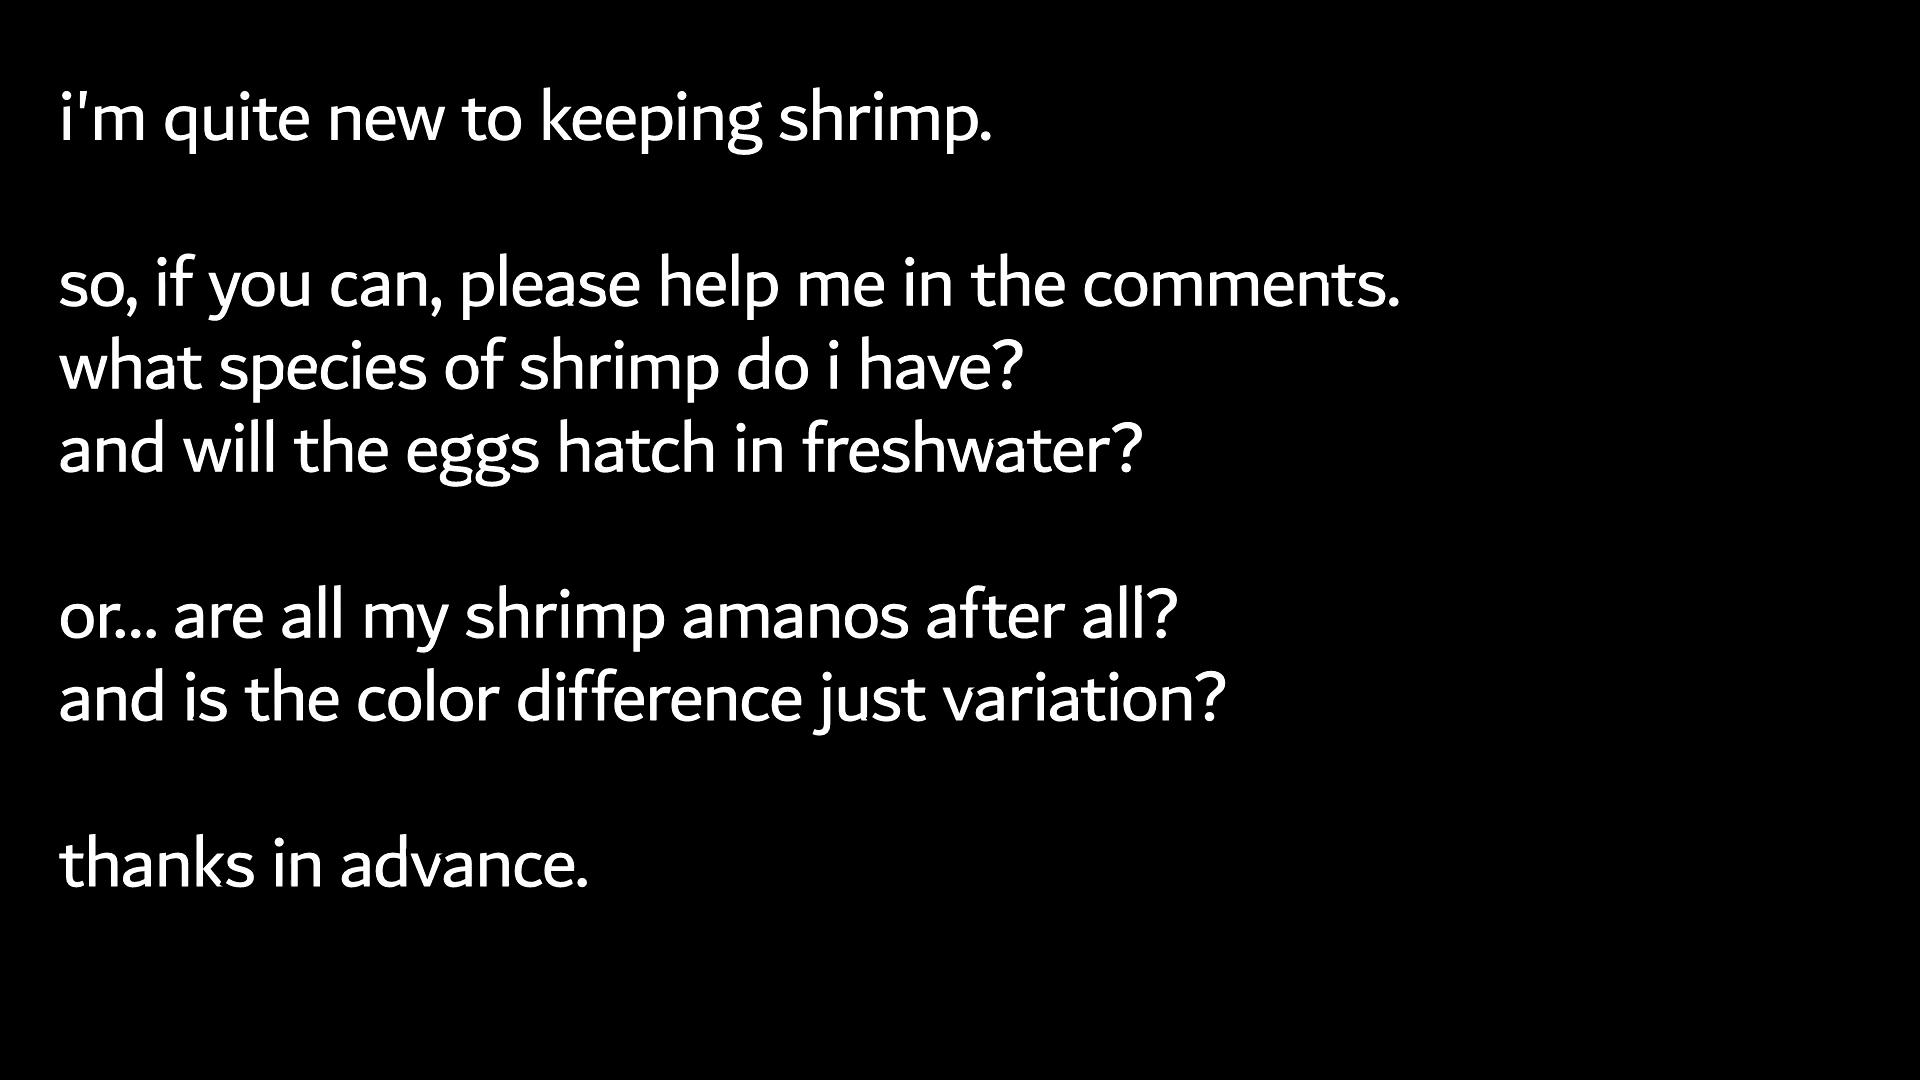 i'm quite new to keeping shrimp.
so, if you can, please help me in the comments.
what species of shrimp do i have?
and will the eggs hatch in freshwater?
or... are all my shrimp amanos after all?
and is the color difference just variation?
thanks in advance.